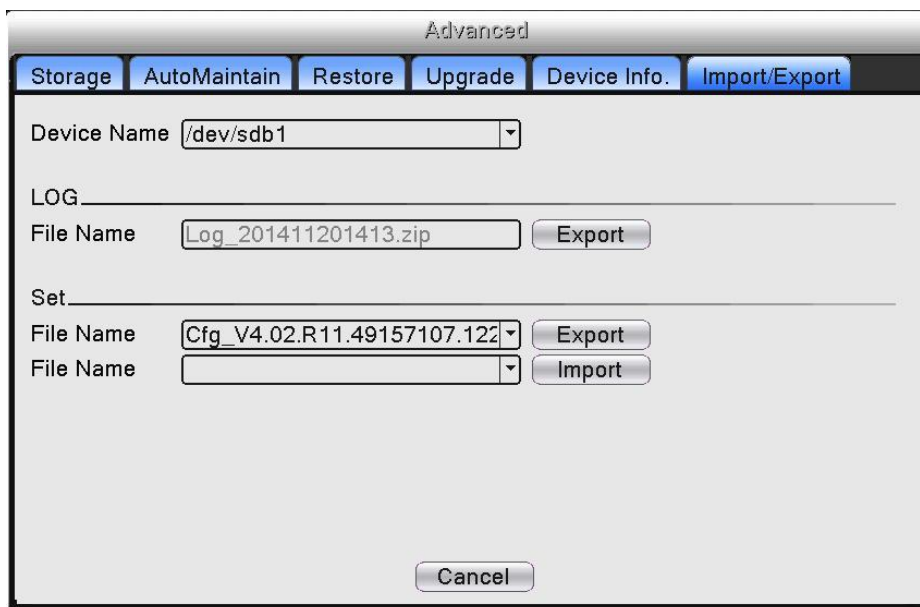 Advanced
Storage AutoMaintain Restore Upgrade Device Info. Import/Export
Device Name /dev/sdb1
LOG
File Name Log_201411201413.zip Export
Set
File Name Cfg_V4.02.R11.49157107.122 Export
File Name Import
Cancel